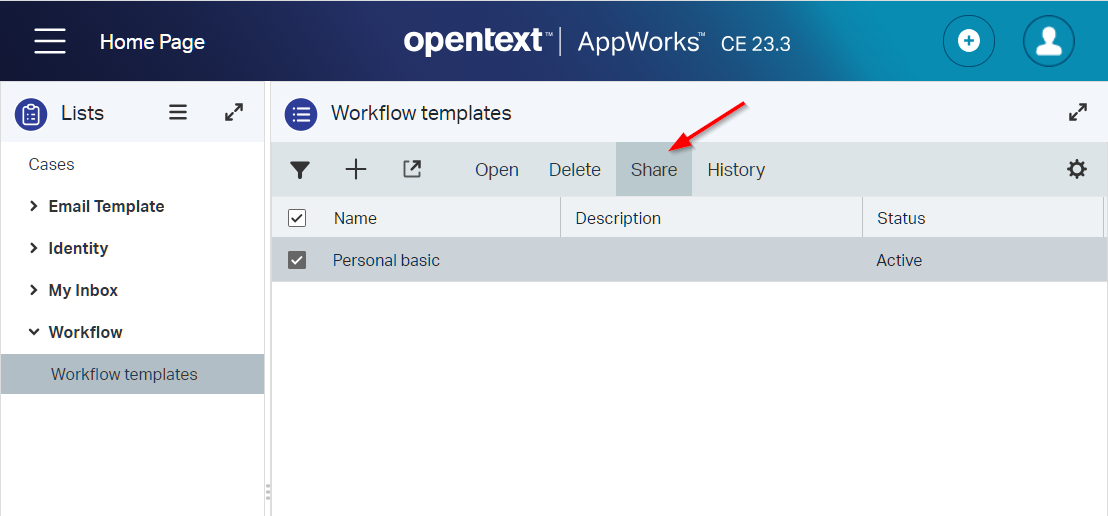 Home Page
opentext™ | AppWorks™ CE 23.3
Lists
Workflow templates
Cases
Email Template
Identity
My Inbox
Workflow
Workflow templates
Open Delete Share History
Name Description Status
Personal basic Active